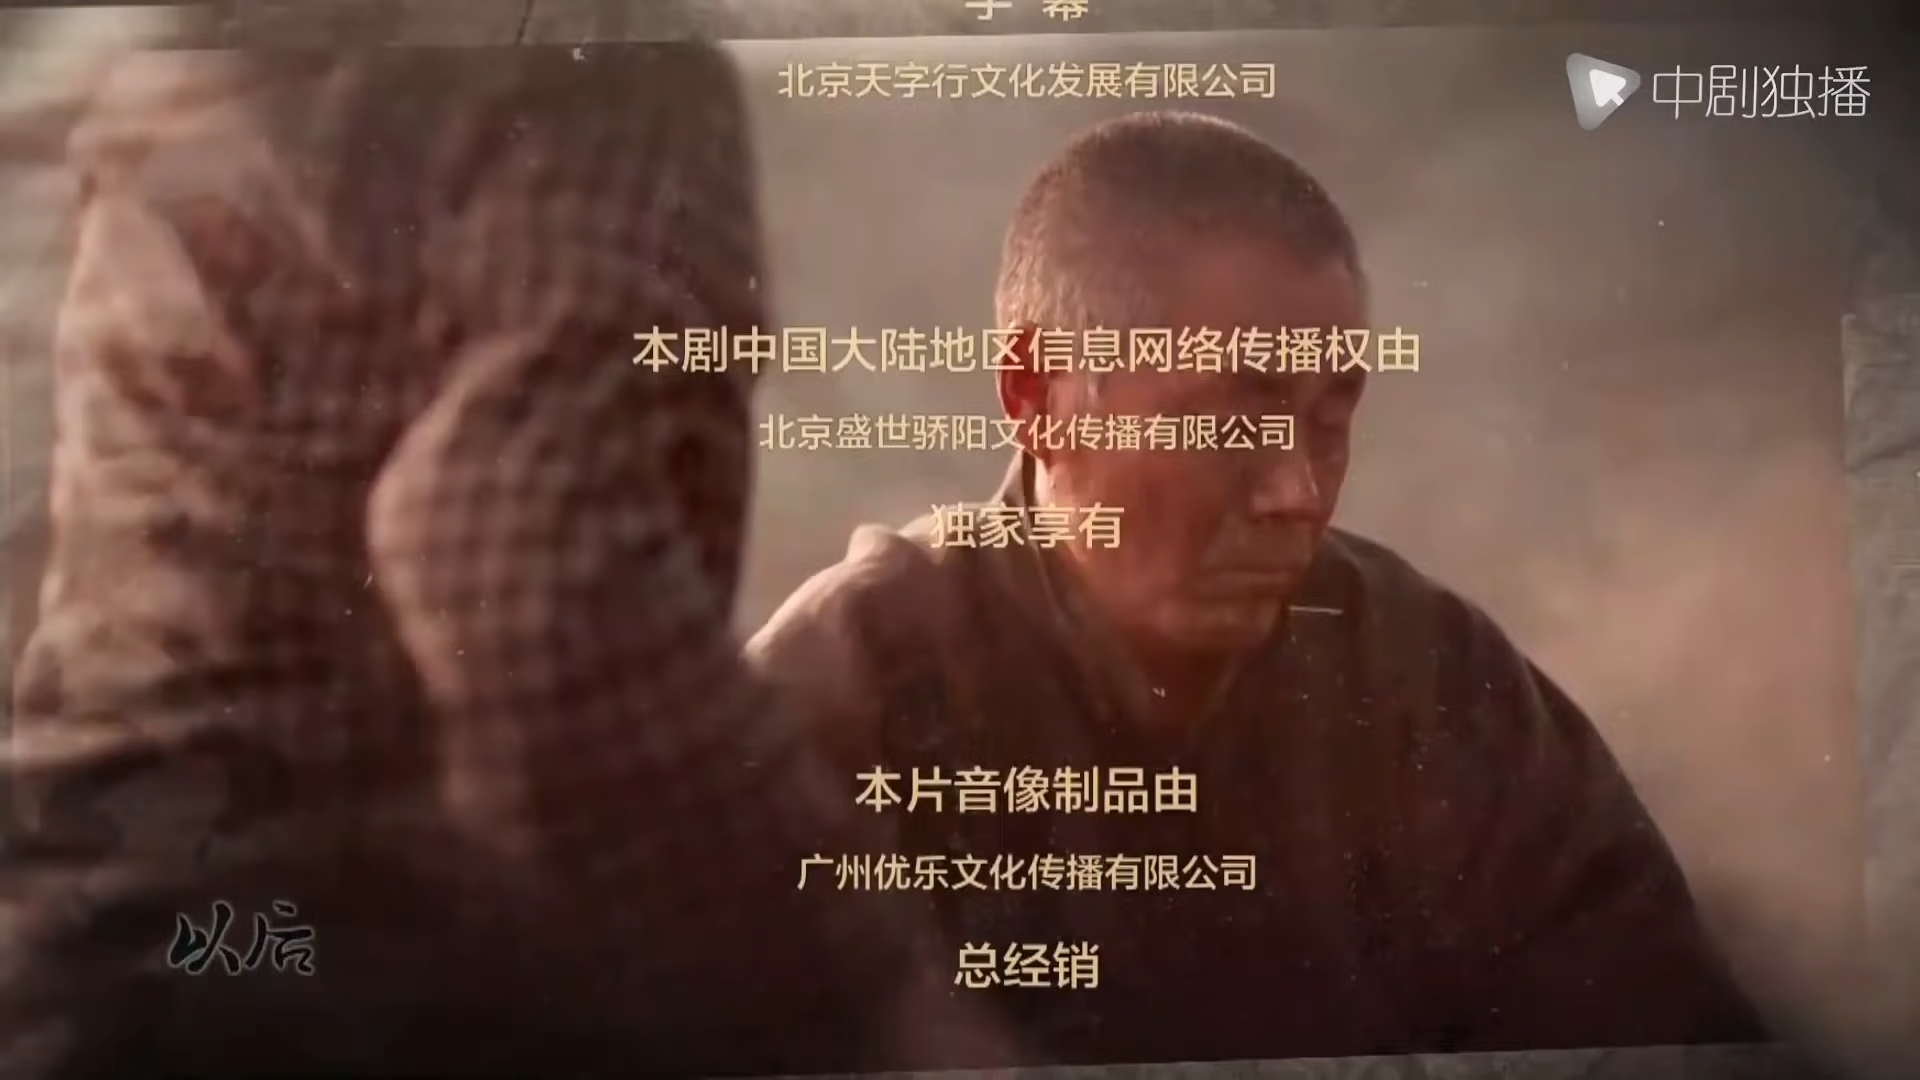 字 幕
北京天字行文化发展有限公司
中剧独播
本剧中国大陆地区信息网络传播权由
北京盛世骄阳文化传播有限公司
独家享有
本片音像制品由
广州优乐文化传播有限公司
以后
总经销